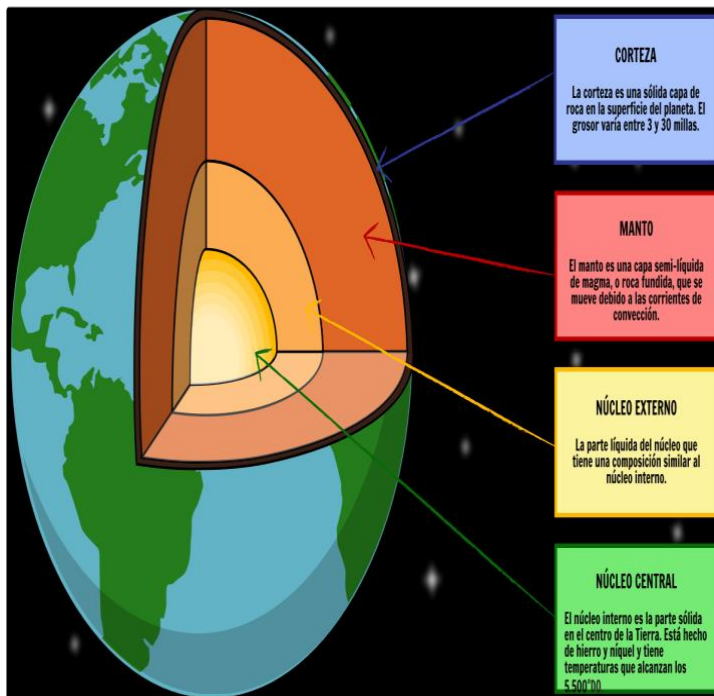 CORTEZA
La corteza es una sólida capa de
roca en la superficie del planeta. El
grosor varía entre 3 y 30 millas.
MANTO
El manto es una capa semi-líquida
de magma, o roca fundida, que se
mueve debido a las corrientes de
convección.
NÚCLEO EXTERNO
La parte líquida del núcleo que
tiene una composición similar al
núcleo interno.
NÚCLEO CENTRAL
El núcleo interno es la parte sólida
en el centro de la Tierra. Está hecho
de hierro y níquel y tiene
temperaturas que alcanzan los